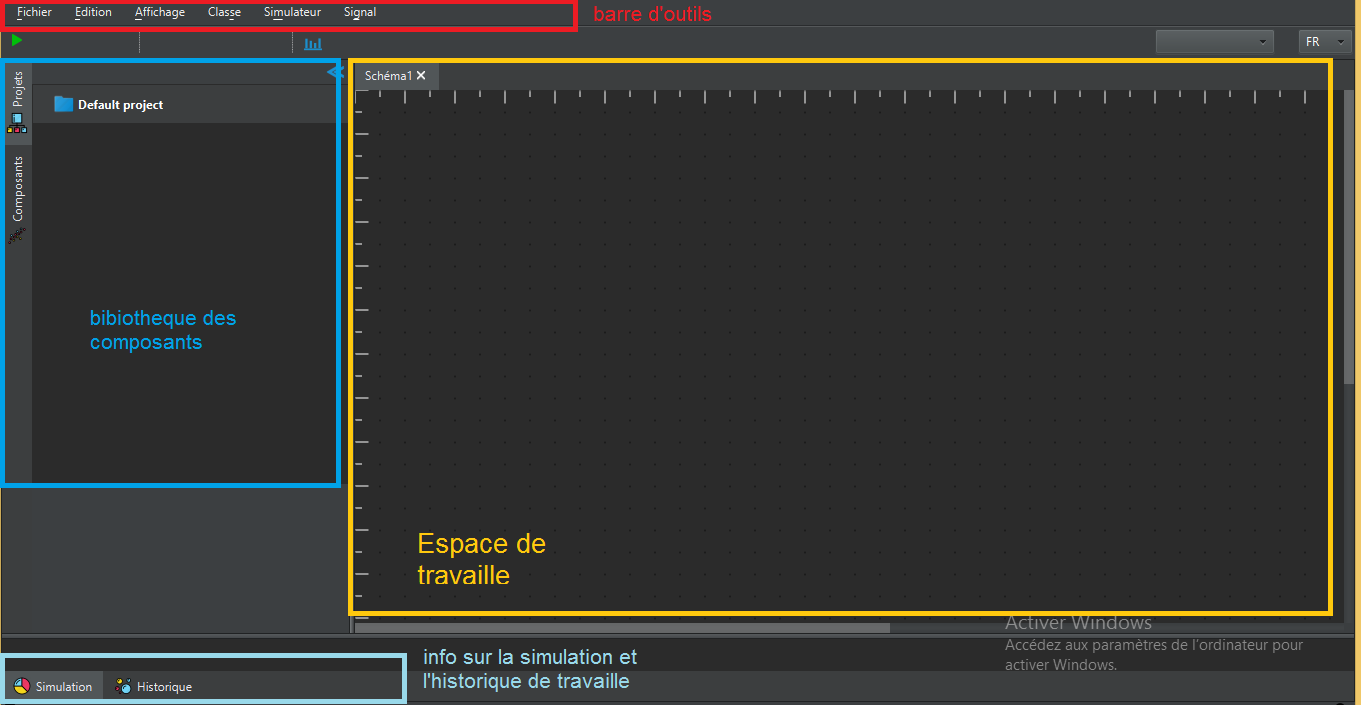 Fichier Edition Affichage Classe Simulateur Signal
barre d'outils
FR
Projets
Composants
Default project
Schéma1
bibiotheque des
composants
Espace de
travaille
Activer Windows
Accédez aux paramètres de l'ordinateur pour
activer Windows.
info sur la simulation et
l'historique de travaille
Simulation Historique